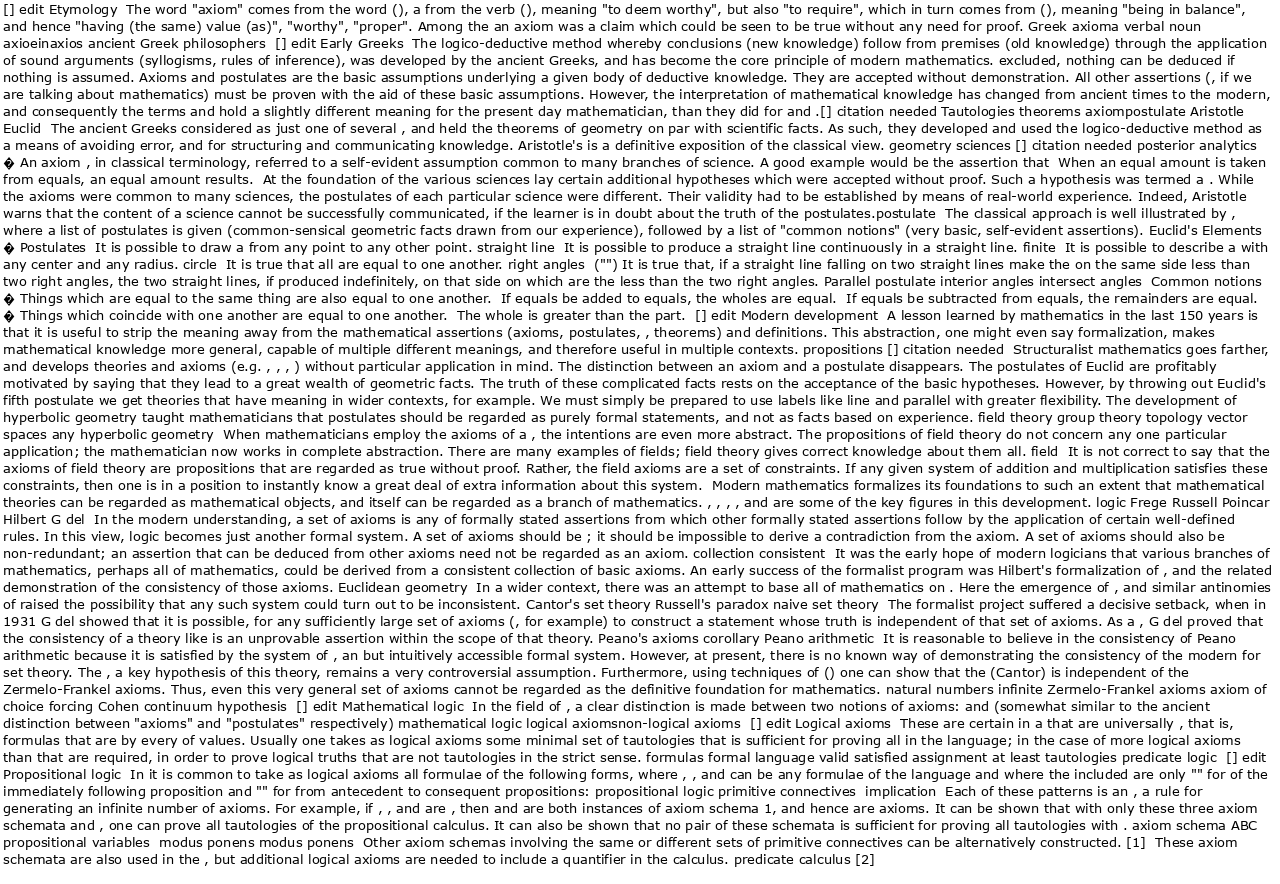 [] edit Etymology  The word "axiom" comes from the word (), a from the verb (), meaning "to deem worthy", but also "to require", which in turn comes from (), meaning "being in balance",
and hence "having (the same) value (as)", "worthy", "proper". Among the an axiom was a claim which could be seen to be true without any need for proof. Greek axioma verbal noun
axioeinaxios ancient Greek philosophers  [] edit Early Greeks  The logico-deductive method whereby conclusions (new knowledge) follow from premises (old knowledge) through the application
of sound arguments (syllogisms, rules of inference), was developed by the ancient Greeks, and has become the core principle of modern mathematics. excluded, nothing can be deduced if
nothing is assumed. Axioms and postulates are the basic assumptions underlying a given body of deductive knowledge. They are accepted without demonstration. All other assertions (, if we
are talking about mathematics) must be proven with the aid of these basic assumptions. However, the interpretation of mathematical knowledge has changed from ancient times to the modern,
and consequently the terms and hold a slightly different meaning for the present day mathematician, than they did for and .[] citation needed Tautologies theorems axiompostulate Aristotle
Euclid  The ancient Greeks considered as just one of several , and held the theorems of geometry on par with scientific facts. As such, they developed and used the logico-deductive method as
a means of avoiding error, and for structuring and communicating knowledge. Aristotle's is a definitive exposition of the classical view. geometry sciences [] citation needed posterior analytics
� An axiom , in classical terminology, referred to a self-evident assumption common to many branches of science. A good example would be the assertion that  When an equal amount is taken
from equals, an equal amount results.  At the foundation of the various sciences lay certain additional hypotheses which were accepted without proof. Such a hypothesis was termed a . While
the axioms were common to many sciences, the postulates of each particular science were different. Their validity had to be established by means of real-world experience. Indeed, Aristotle
warns that the content of a science cannot be successfully communicated, if the learner is in doubt about the truth of the postulates.postulate  The classical approach is well illustrated by ,
where a list of postulates is given (common-sensical geometric facts drawn from our experience), followed by a list of "common notions" (very basic, self-evident assertions). Euclid's Elements
� Postulates  It is possible to draw a from any point to any other point. straight line  It is possible to produce a straight line continuously in a straight line. finite  It is possible to describe a with
any center and any radius. circle  It is true that all are equal to one another. right angles  ("") It is true that, if a straight line falling on two straight lines make the on the same side less than
two right angles, the two straight lines, if produced indefinitely, on that side on which are the less than the two right angles. Parallel postulate interior angles intersect angles  Common notions
� Things which are equal to the same thing are also equal to one another.  If equals be added to equals, the wholes are equal.  If equals be subtracted from equals, the remainders are equal.
� Things which coincide with one another are equal to one another.  The whole is greater than the part.  [] edit Modern development  A lesson learned by mathematics in the last 150 years is
that it is useful to strip the meaning away from the mathematical assertions (axioms, postulates, , theorems) and definitions. This abstraction, one might even say formalization, makes
mathematical knowledge more general, capable of multiple different meanings, and therefore useful in multiple contexts. propositions [] citation needed  Structuralist mathematics goes farther,
and develops theories and axioms (e.g. , , , ) without particular application in mind. The distinction between an axiom and a postulate disappears. The postulates of Euclid are profitably
motivated by saying that they lead to a great wealth of geometric facts. The truth of these complicated facts rests on the acceptance of the basic hypotheses. However, by throwing out Euclid's
fifth postulate we get theories that have meaning in wider contexts, for example. We must simply be prepared to use labels like line and parallel with greater flexibility. The development of
hyperbolic geometry taught mathematicians that postulates should be regarded as purely formal statements, and not as facts based on experience. field theory group theory topology vector
spaces any hyperbolic geometry  When mathematicians employ the axioms of a , the intentions are even more abstract. The propositions of field theory do not concern any one particular
application; the mathematician now works in complete abstraction. There are many examples of fields; field theory gives correct knowledge about them all. field  It is not correct to say that the
axioms of field theory are propositions that are regarded as true without proof. Rather, the field axioms are a set of constraints. If any given system of addition and multiplication satisfies these
constraints, then one is in a position to instantly know a great deal of extra information about this system.  Modern mathematics formalizes its foundations to such an extent that mathematical
theories can be regarded as mathematical objects, and itself can be regarded as a branch of mathematics. , , , , and are some of the key figures in this development. logic Frege Russell Poincar
Hilbert G del  In the modern understanding, a set of axioms is any of formally stated assertions from which other formally stated assertions follow by the application of certain well-defined
rules. In this view, logic becomes just another formal system. A set of axioms should be ; it should be impossible to derive a contradiction from the axiom. A set of axioms should also be
non-redundant; an assertion that can be deduced from other axioms need not be regarded as an axiom. collection consistent  It was the early hope of modern logicians that various branches of
mathematics, perhaps all of mathematics, could be derived from a consistent collection of basic axioms. An early success of the formalist program was Hilbert's formalization of , and the related
demonstration of the consistency of those axioms. Euclidean geometry  In a wider context, there was an attempt to base all of mathematics on . Here the emergence of , and similar antinomies
of raised the possibility that any such system could turn out to be inconsistent. Cantor's set theory Russell's paradox naive set theory  The formalist project suffered a decisive setback, when in
1931 G del showed that it is possible, for any sufficiently large set of axioms (, for example) to construct a statement whose truth is independent of that set of axioms. As a , G del proved that
the consistency of a theory like is an unprovable assertion within the scope of that theory. Peano's axioms corollary Peano arithmetic  It is reasonable to believe in the consistency of Peano
arithmetic because it is satisfied by the system of , an but intuitively accessible formal system. However, at present, there is no known way of demonstrating the consistency of the modern for
set theory. The , a key hypothesis of this theory, remains a very controversial assumption. Furthermore, using techniques of () one can show that the (Cantor) is independent of the
Zermelo-Frankel axioms. Thus, even this very general set of axioms cannot be regarded as the definitive foundation for mathematics. natural numbers infinite Zermelo-Frankel axioms axiom of
choice forcing Cohen continuum hypothesis  [] edit Mathematical logic  In the field of , a clear distinction is made between two notions of axioms: and (somewhat similar to the ancient
distinction between "axioms" and "postulates" respectively) mathematical logic logical axiomsnon-logical axioms  [] edit Logical axioms  These are certain in a that are universally , that is,
formulas that are by every of values. Usually one takes as logical axioms some minimal set of tautologies that is sufficient for proving all in the language; in the case of more logical axioms
than that are required, in order to prove logical truths that are not tautologies in the strict sense. formulas formal language valid satisfied assignment at least tautologies predicate logic  [] edit
Propositional logic  In it is common to take as logical axioms all formulae of the following forms, where , , and can be any formulae of the language and where the included are only "" for of the
immediately following proposition and "" for from antecedent to consequent propositions: propositional logic primitive connectives  implication  Each of these patterns is an , a rule for
generating an infinite number of axioms. For example, if , , and are , then and are both instances of axiom schema 1, and hence are axioms. It can be shown that with only these three axiom
schemata and , one can prove all tautologies of the propositional calculus. It can also be shown that no pair of these schemata is sufficient for proving all tautologies with . axiom schema ABC
propositional variables  modus ponens modus ponens  Other axiom schemas involving the same or different sets of primitive connectives can be alternatively constructed. [1]  These axiom
schemata are also used in the , but additional logical axioms are needed to include a quantifier in the calculus. predicate calculus [2]